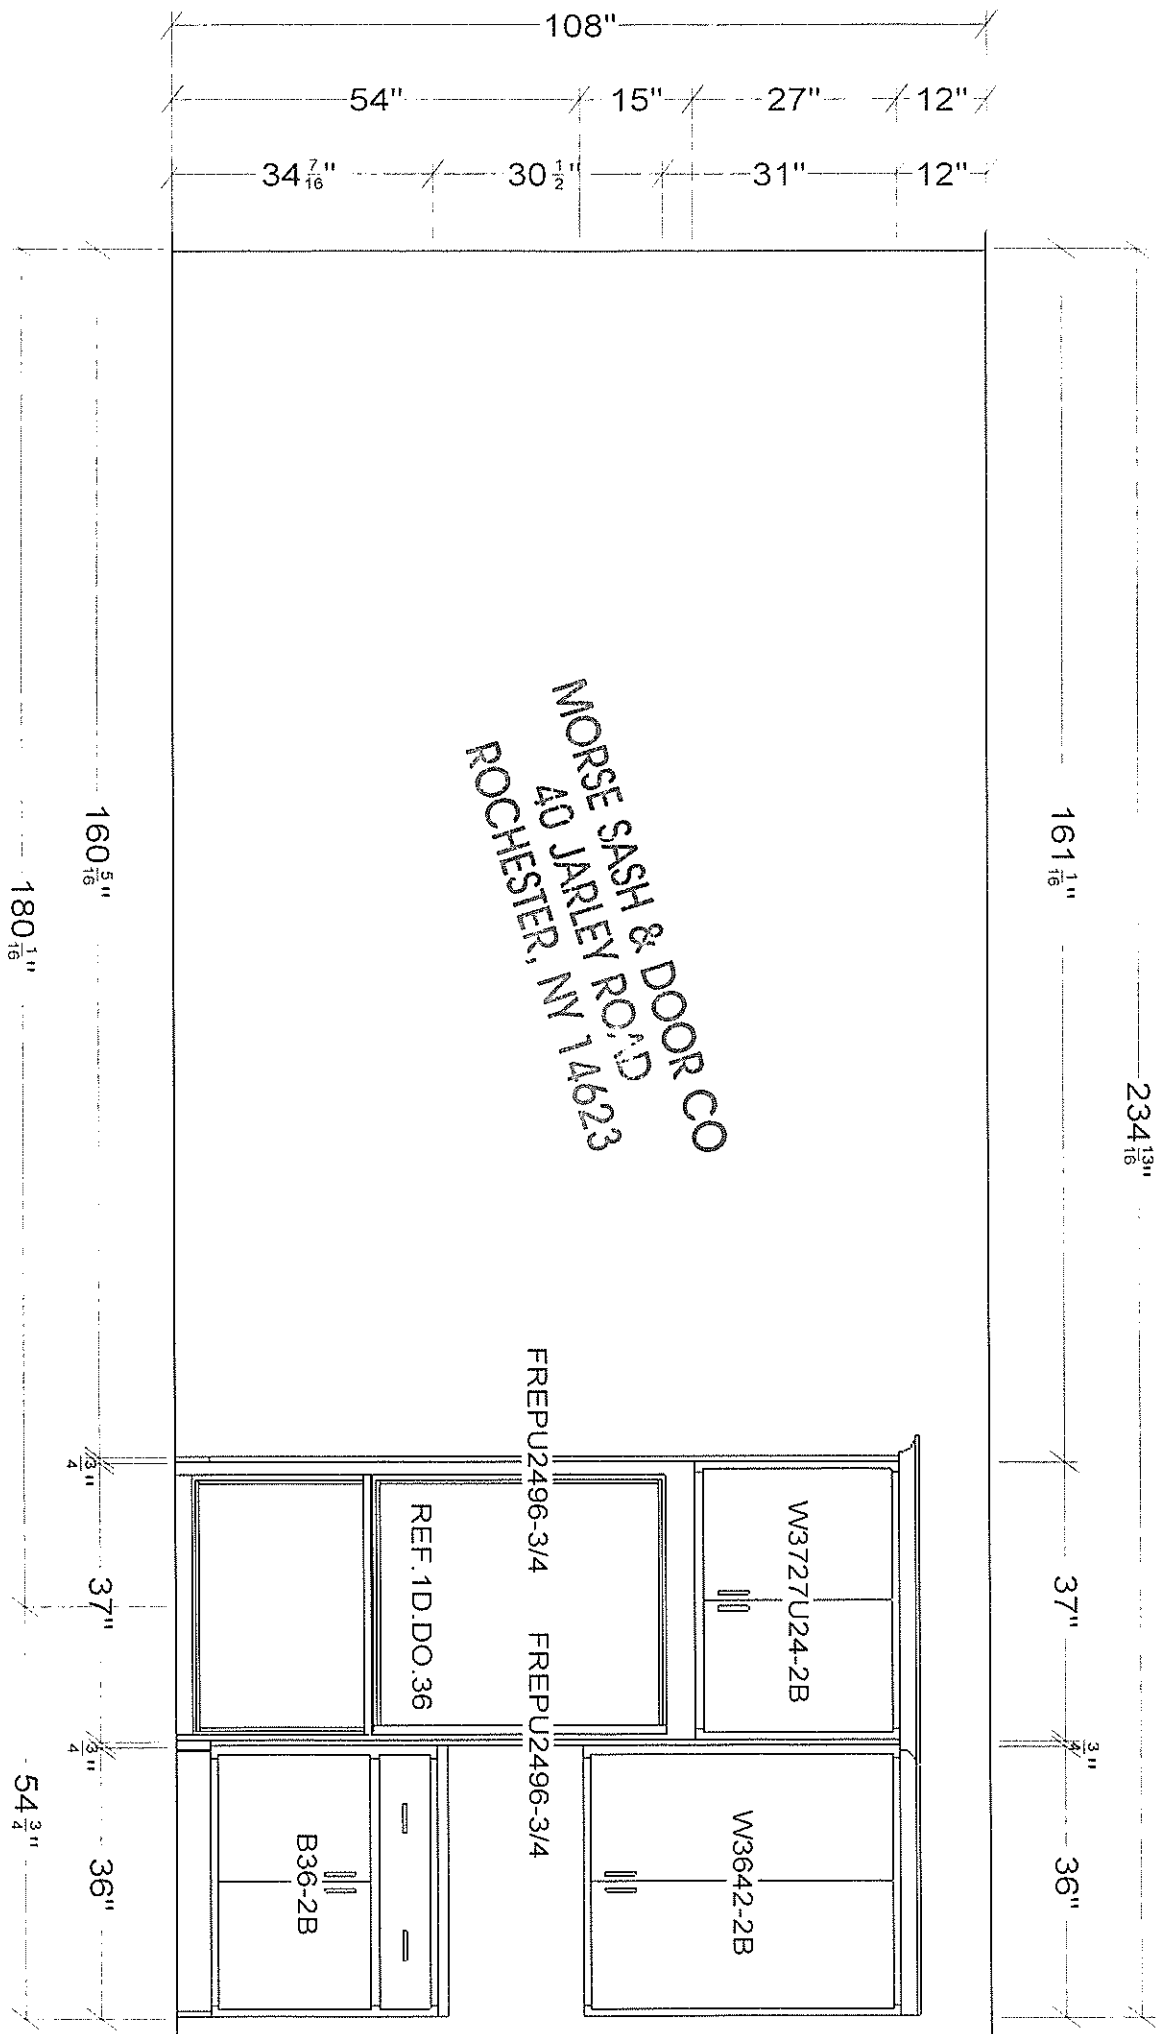 108"
54" 15" 27" 12"
34 7/16" 30 1/2" 31" 12"
234 13/16"
161 1/16" 37" 3/4" 36"
W3727U24-2B
W3642-2B
FREPU2496-3/4
FREPU2496-3/4
REF.1D.DO.36
B36-2B
MORSE SASH & DOOR CO
40 JARLEY ROAD
ROCHESTER, NY 14623
160 5/16" 3/4" 37" 3/4" 36"
180 1/16" 54 3/4"